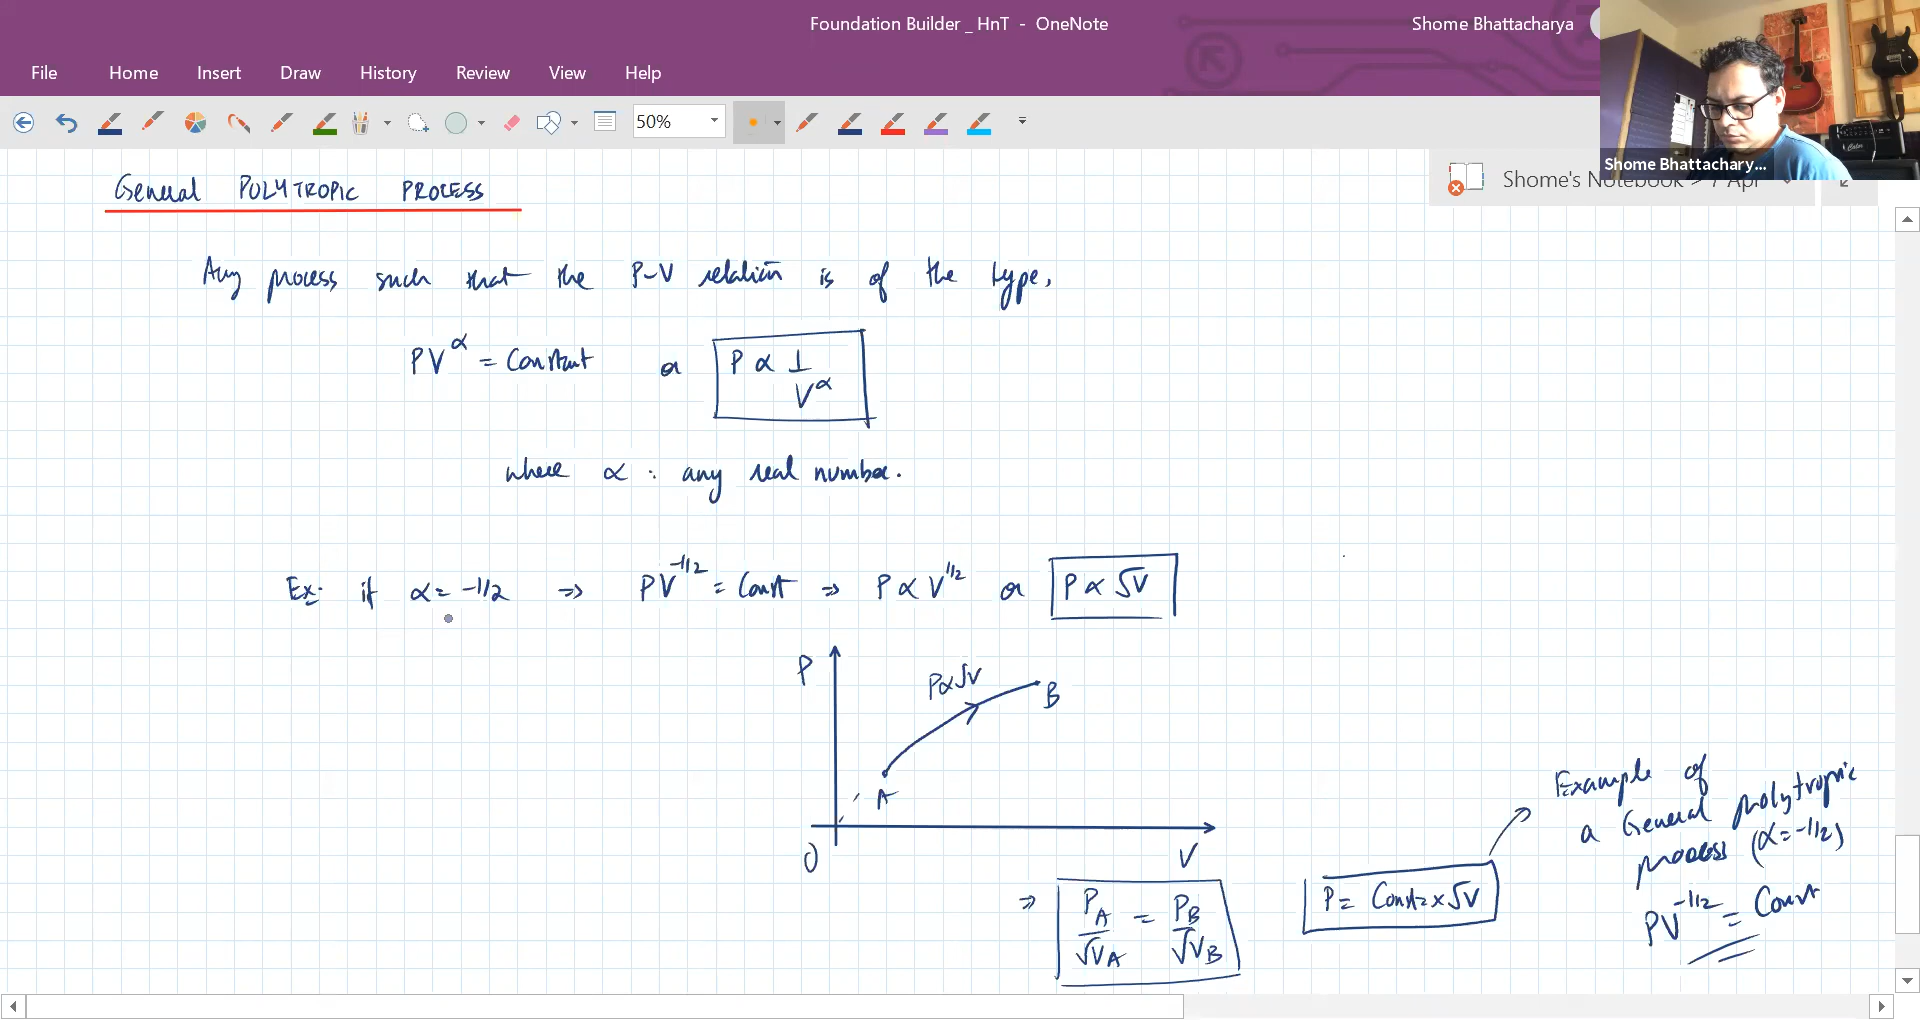 Foundation Builder _ HnT - OneNote
Shome Bhattacharya
File Home Insert Draw History Review View Help
50%
Shome Bhattachary...
Shome's Notebook > 7 Apr
General POLYTROPIC PROCESS
Any process such that the P-V relation is of the type,
PV^α = Constant or P ∝ 1/V^α
where α : any real number.
Ex: if α = -1/2 ⇒ PV^-1/2 = Const ⇒ P ∝ V^1/2 or P ∝ √V
P
P∝√V
B
A
O
V
⇒ P_A/√V_A = P_B/√V_B
P = Const × √V
Example of
a General polytropic
process (α = -1/2)
PV^-1/2 = Const